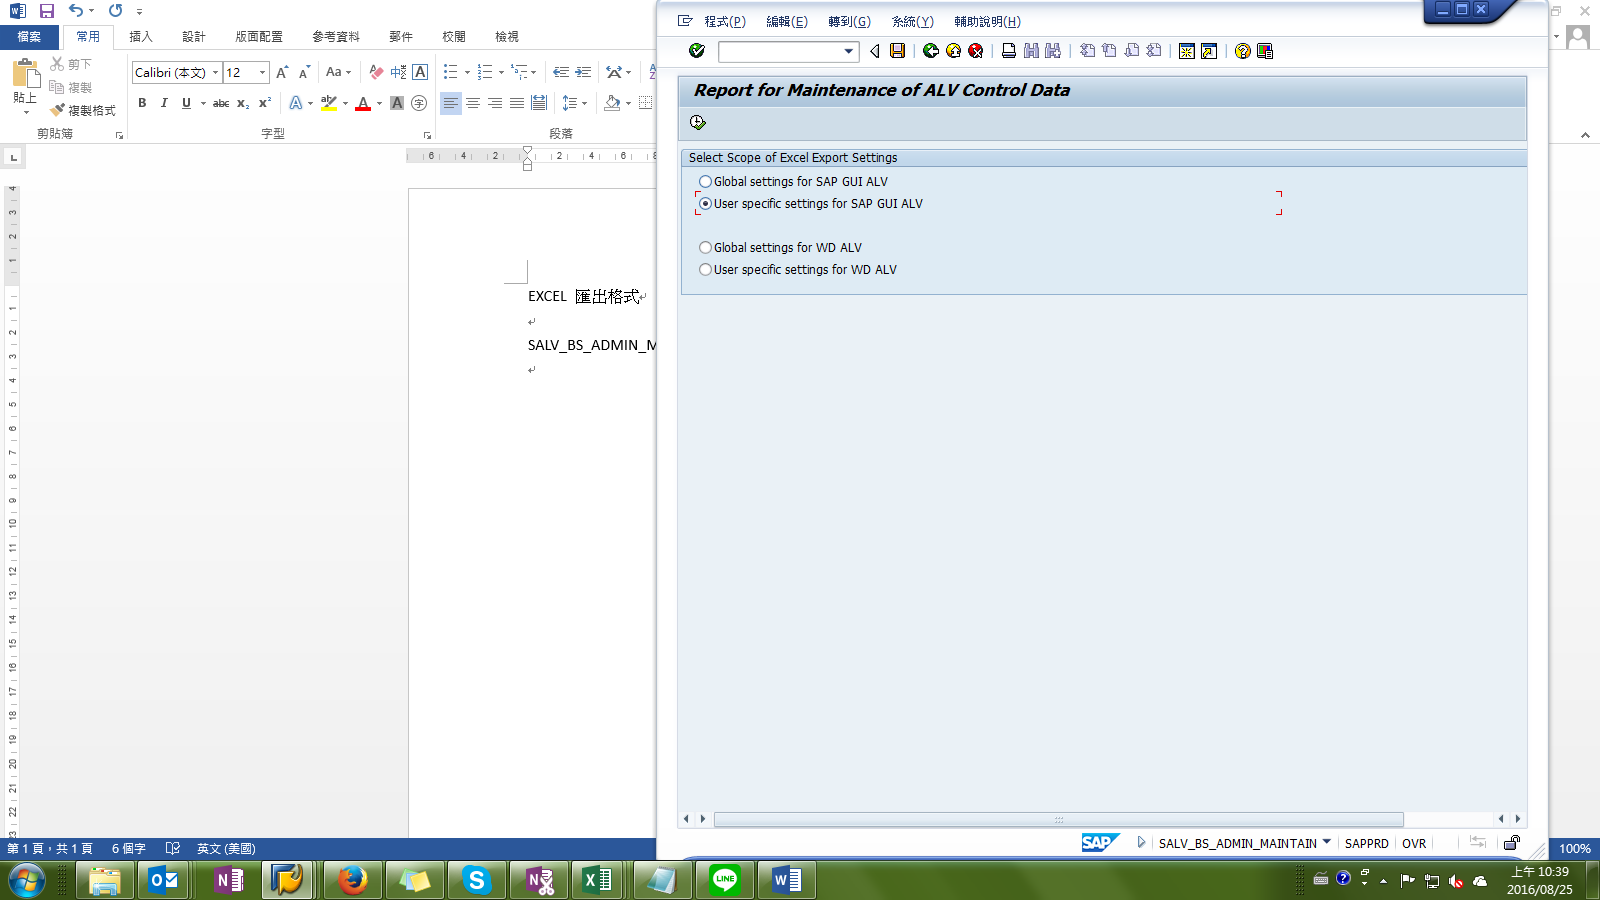 檔案 常用 插入 設計 版面配置 參考資料 郵件 校閱 檢視
剪下
複製
複製格式
貼上
剪貼簿
Calibri (本文) 12
字型
段落
EXCEL 匯出格式
SALV_BS_ADMIN_M
第 1 頁，共 1 頁 6 個字 英文 (美國)
100%
程式(P) 編輯(E) 轉到(G) 系統(Y) 輔助說明(H)
Report for Maintenance of ALV Control Data
Select Scope of Excel Export Settings
Global settings for SAP GUI ALV
User specific settings for SAP GUI ALV
Global settings for WD ALV
User specific settings for WD ALV
SAP SALV_BS_ADMIN_MAINTAIN SAPPRD OVR
上午 10:39
2016/08/25
LINE